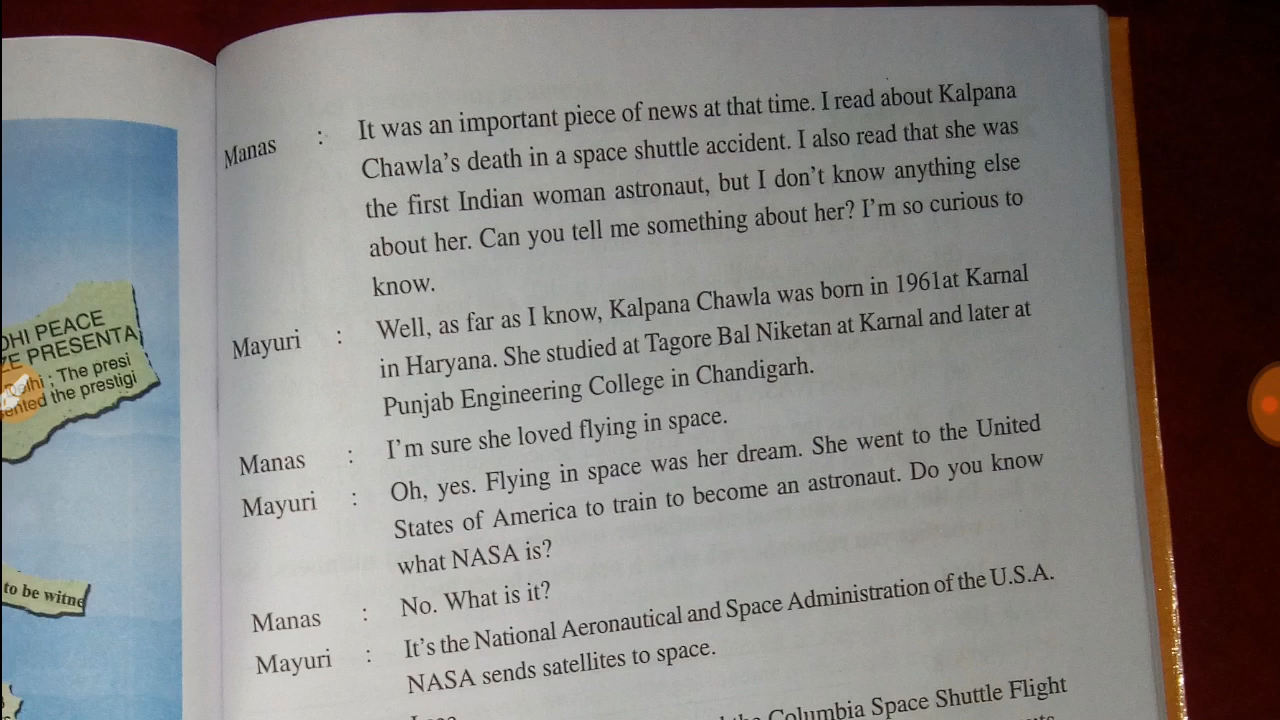 DHI PEACE
ZE PRESENTA
Delhi ; The presi
ented the prestigi
to be witne
Manas : It was an important piece of news at that time. I read about Kalpana
Chawla's death in a space shuttle accident. I also read that she was
the first Indian woman astronaut, but I don't know anything else
about her. Can you tell me something about her? I'm so curious to
know.
Mayuri : Well, as far as I know, Kalpana Chawla was born in 1961at Karnal
in Haryana. She studied at Tagore Bal Niketan at Karnal and later at
Punjab Engineering College in Chandigarh.
Manas : I'm sure she loved flying in space.
Mayuri : Oh, yes. Flying in space was her dream. She went to the United
States of America to train to become an astronaut. Do you know
what NASA is?
Manas : No. What is it?
Mayuri : It's the National Aeronautical and Space Administration of the U.S.A.
NASA sends satellites to space.
the Columbia Space Shuttle Flight